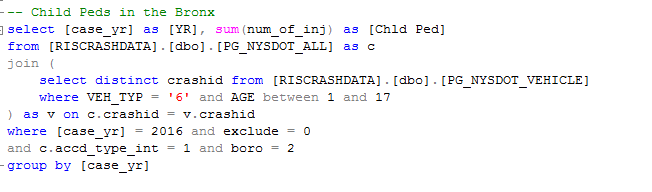 -- Child Peds in the Bronx
select [case_yr] as [YR], sum(num_of_inj) as [Chld Ped]
from [RISCRASHDATA].[dbo].[PG_NYSDOT_ALL] as c
join (
    select distinct crashid from [RISCRASHDATA].[dbo].[PG_NYSDOT_VEHICLE]
    where VEH_TYP = '6' and AGE between 1 and 17
) as v on c.crashid = v.crashid
where [case_yr] = 2016 and exclude = 0
and c.accd_type_int = 1 and boro = 2
group by [case_yr]